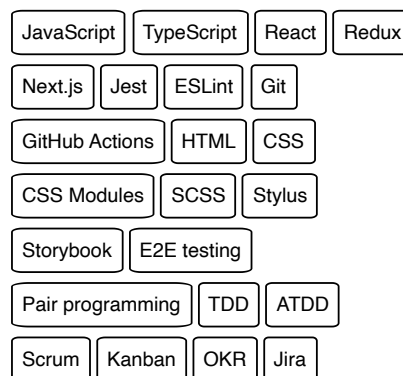 JavaScript TypeScript React Redux
Next.js Jest ESLint Git
GitHub Actions HTML CSS
CSS Modules SCSS Stylus
Storybook E2E testing
Pair programming TDD ATDD
Scrum Kanban OKR Jira